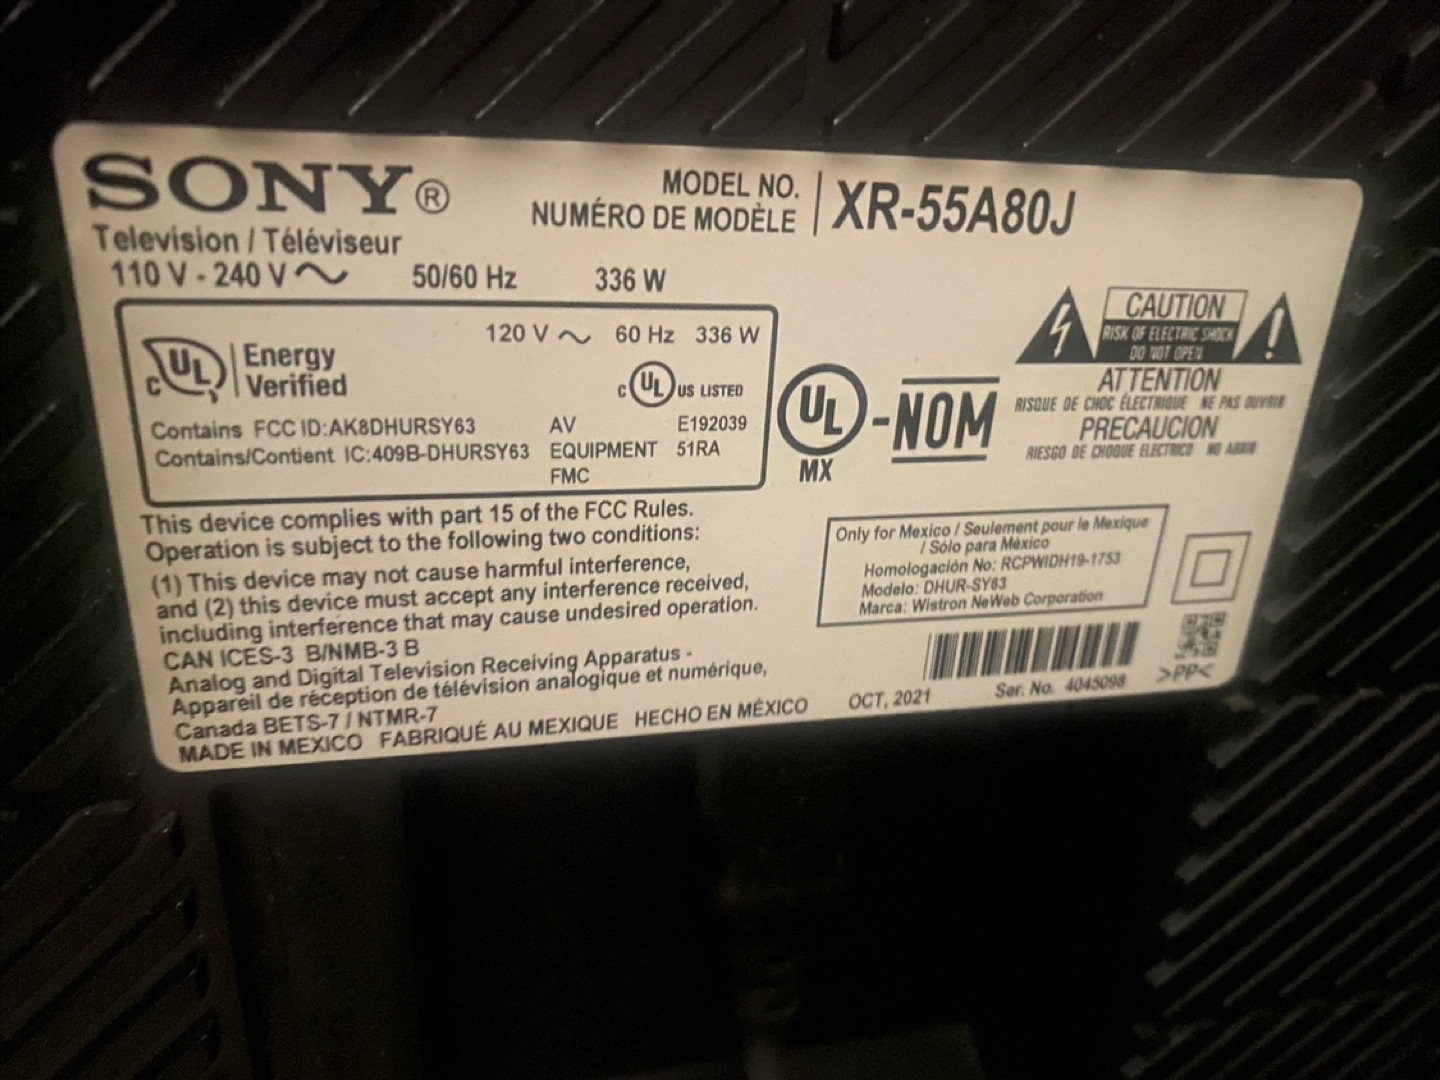 SONY®
MODEL NO.
NUMÉRO DE MODÈLE
XR-55A80J
Television / Téléviseur
110 V - 240 V ~ 50/60 Hz 336 W
120 V ~ 60 Hz 336 W
c UL Energy
Verified
c UL US LISTED
Contains FCC ID:AK8DHURSY63 AV E192039
Contains/Contient IC:409B-DHURSY63 EQUIPMENT 51RA
FMC
UL -NOM
MX
CAUTION
RISK OF ELECTRIC SHOCK
DO NOT OPEN
ATTENTION
RISQUE DE CHOC ÉLECTRIQUE NE PAS OUVRIR
PRECAUCION
RIESGO DE CHOQUE ELECTRICO NO ABRIR
This device complies with part 15 of the FCC Rules.
Operation is subject to the following two conditions:
(1) This device may not cause harmful interference,
and (2) this device must accept any interference received,
including interference that may cause undesired operation.
CAN ICES-3 B/NMB-3 B
Analog and Digital Television Receiving Apparatus -
Appareil de réception de télévision analogique et numérique,
Canada BETS-7 / NTMR-7
MADE IN MEXICO FABRIQUÉ AU MEXIQUE HECHO EN MÉXICO
Only for Mexico / Seulement pour le Mexique
/ Sólo para México
Homologación No: RCPWIDH19-1753
Modelo: DHUR-SY63
Marca: Wistron NeWeb Corporation
OCT, 2021 Ser. No. 4045098 >PP<